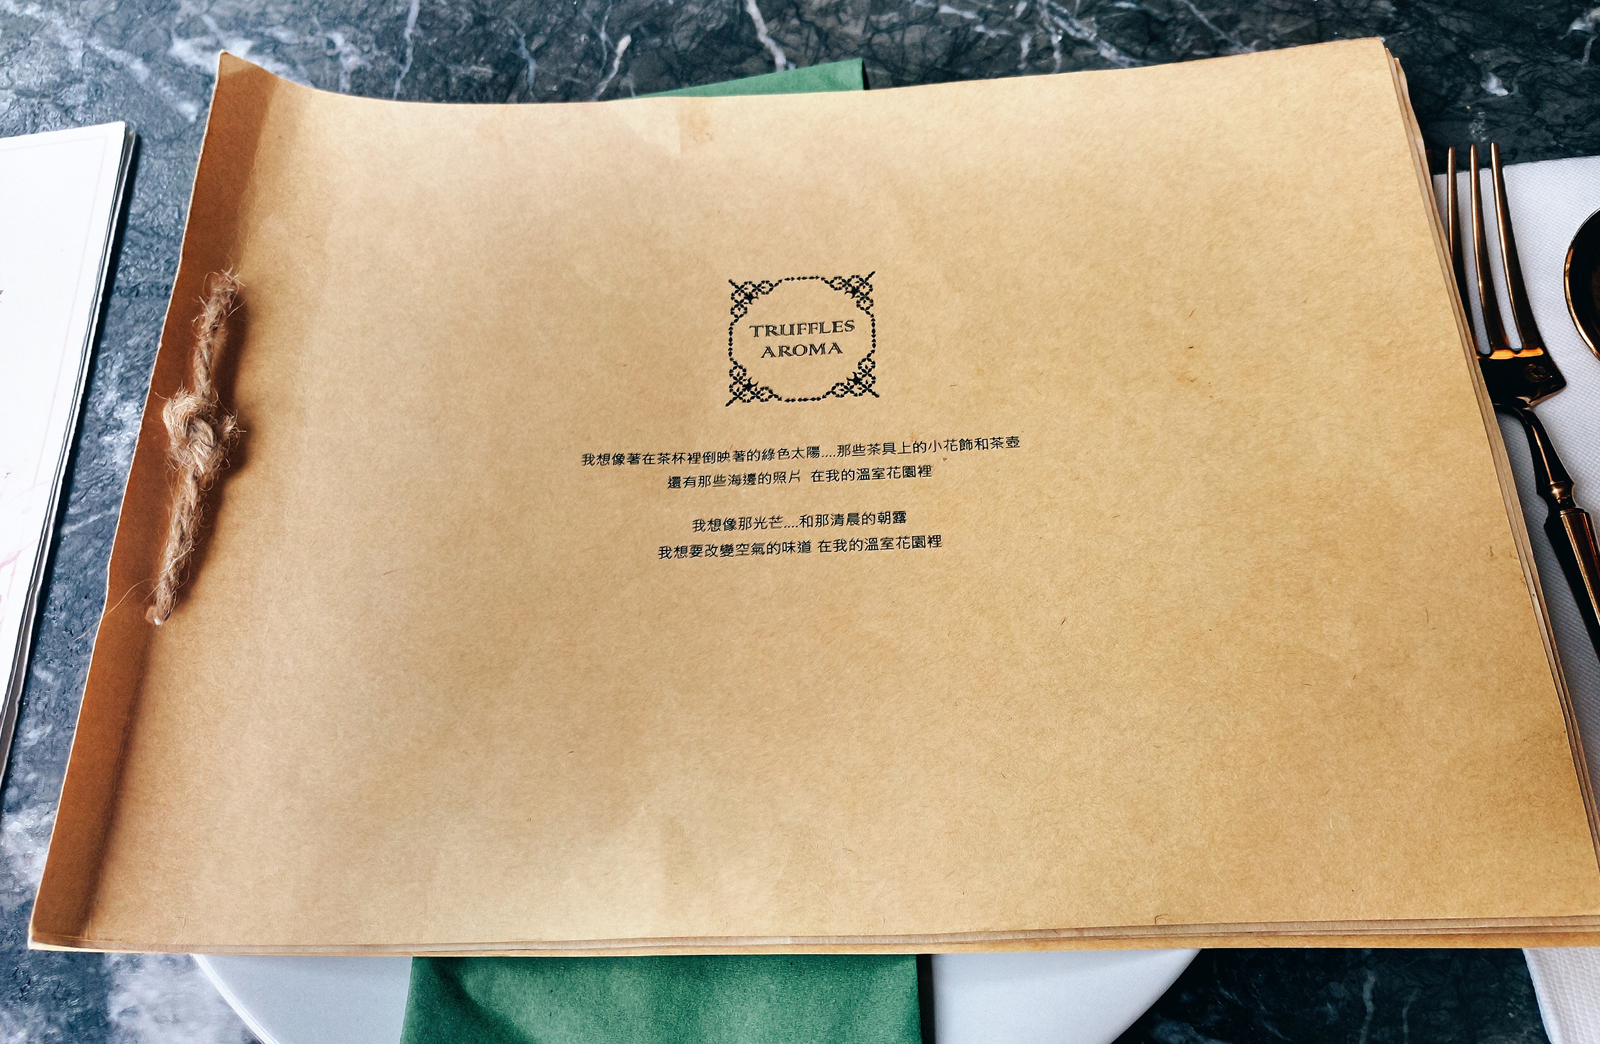 TRUFFLES
AROMA
我想像著在茶杯裡倒映著的綠色太陽....那些茶具上的小花飾和茶壺
還有那些海邊的照片 在我的溫室花園裡
我想像那光芒....和那清晨的朝露
我想要改變空氣的味道 在我的溫室花園裡